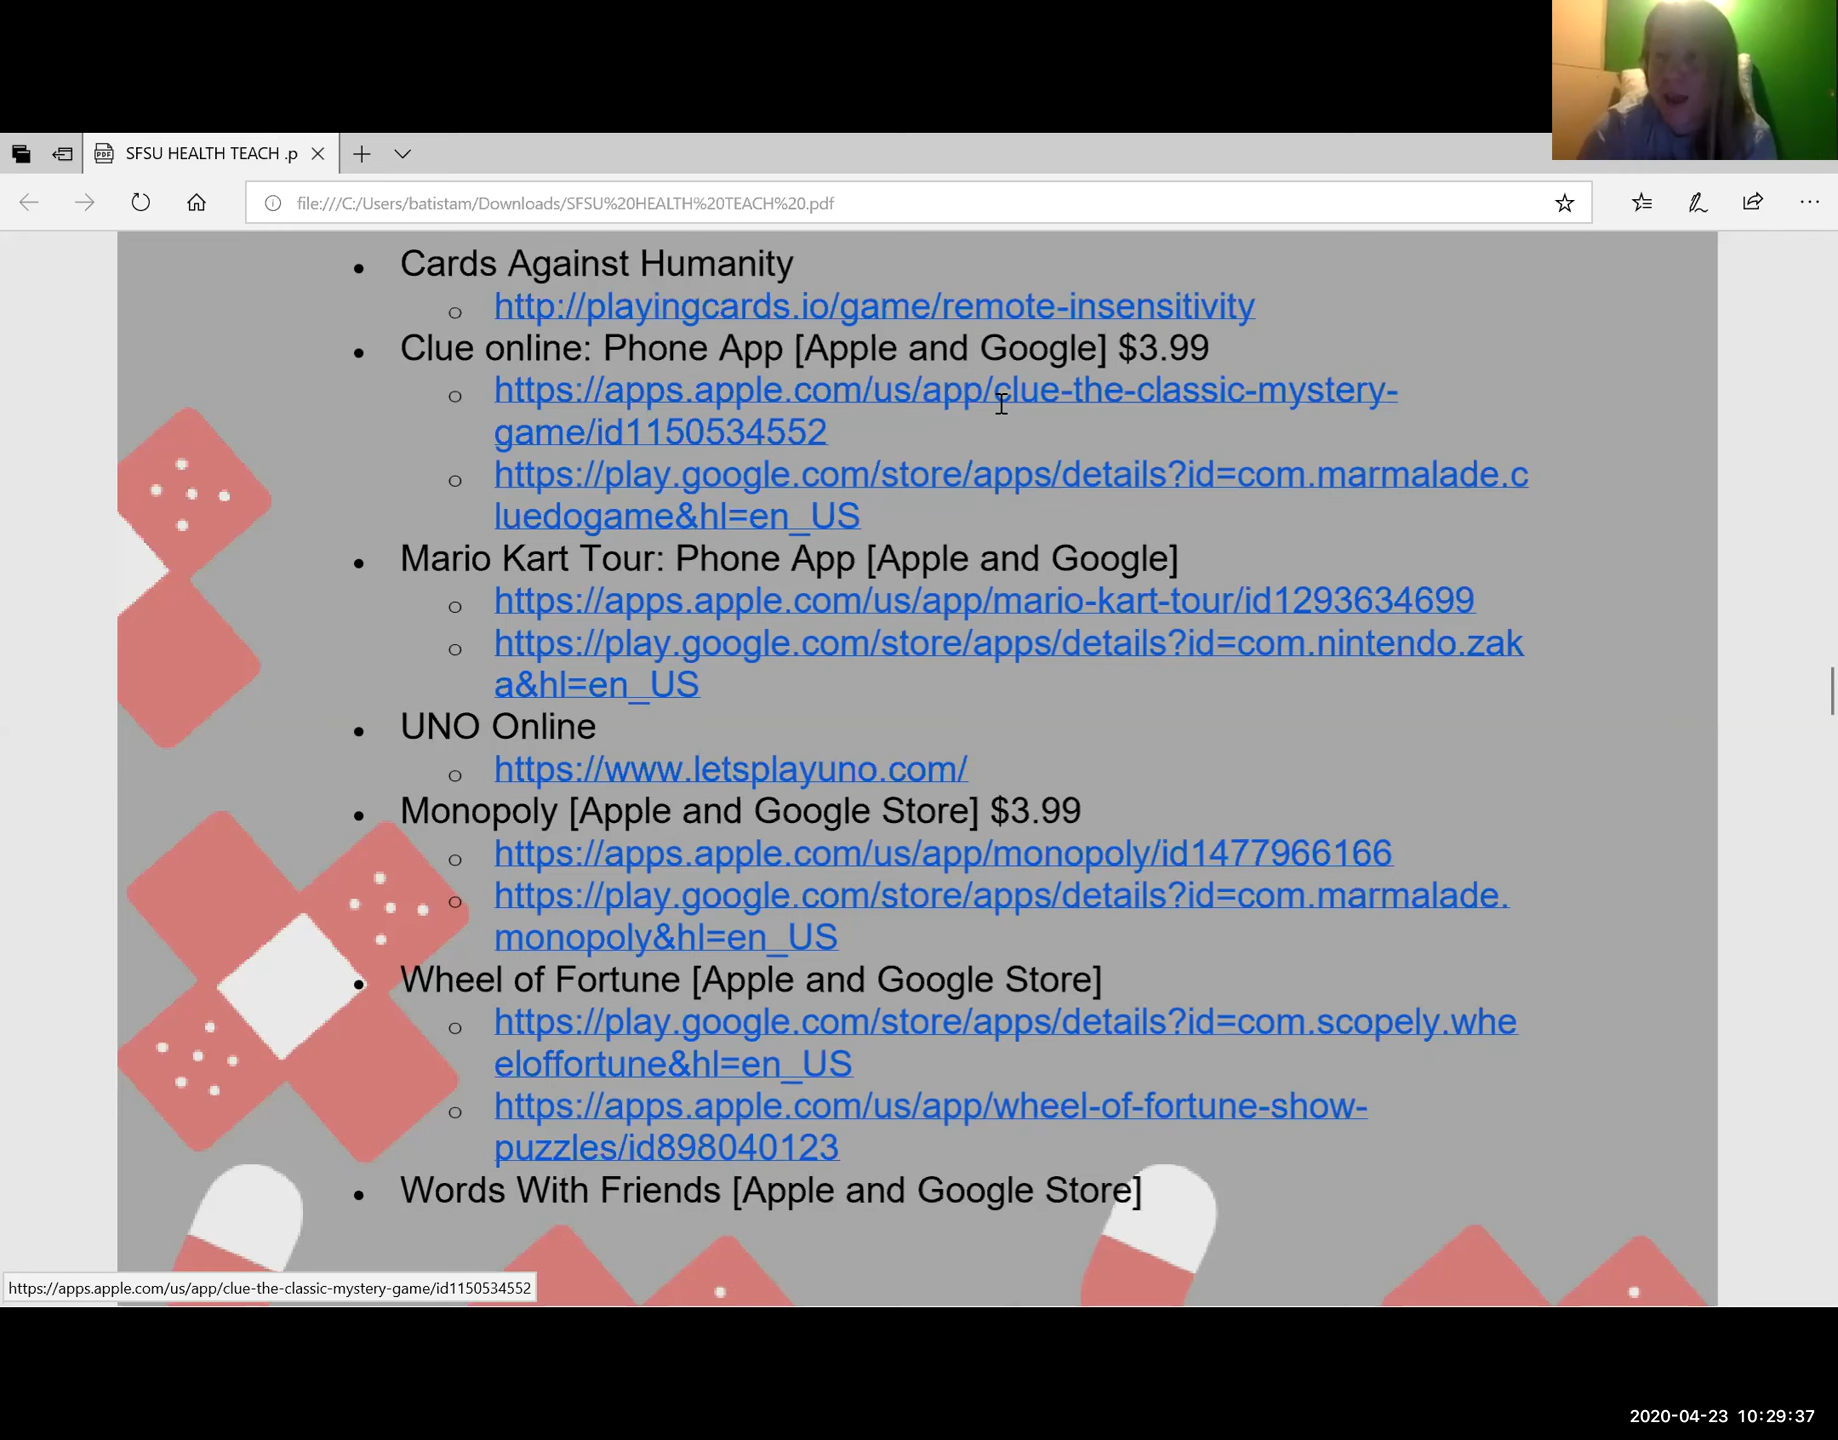 SFSU HEALTH TEACH .p
file:///C:/Users/batistam/Downloads/SFSU%20HEALTH%20TEACH%20.pdf
• Cards Against Humanity
o http://playingcards.io/game/remote-insensitivity
• Clue online: Phone App [Apple and Google] $3.99
o https://apps.apple.com/us/app/clue-the-classic-mystery-
game/id1150534552
o https://play.google.com/store/apps/details?id=com.marmalade.c
luedogame&hl=en_US
• Mario Kart Tour: Phone App [Apple and Google]
o https://apps.apple.com/us/app/mario-kart-tour/id1293634699
o https://play.google.com/store/apps/details?id=com.nintendo.zak
a&hl=en_US
• UNO Online
o https://www.letsplayuno.com/
• Monopoly [Apple and Google Store] $3.99
o https://apps.apple.com/us/app/monopoly/id1477966166
o https://play.google.com/store/apps/details?id=com.marmalade.
monopoly&hl=en_US
• Wheel of Fortune [Apple and Google Store]
o https://play.google.com/store/apps/details?id=com.scopely.whe
eloffortune&hl=en_US
o https://apps.apple.com/us/app/wheel-of-fortune-show-
puzzles/id898040123
• Words With Friends [Apple and Google Store]
https://apps.apple.com/us/app/clue-the-classic-mystery-game/id1150534552
2020-04-23 10:29:37